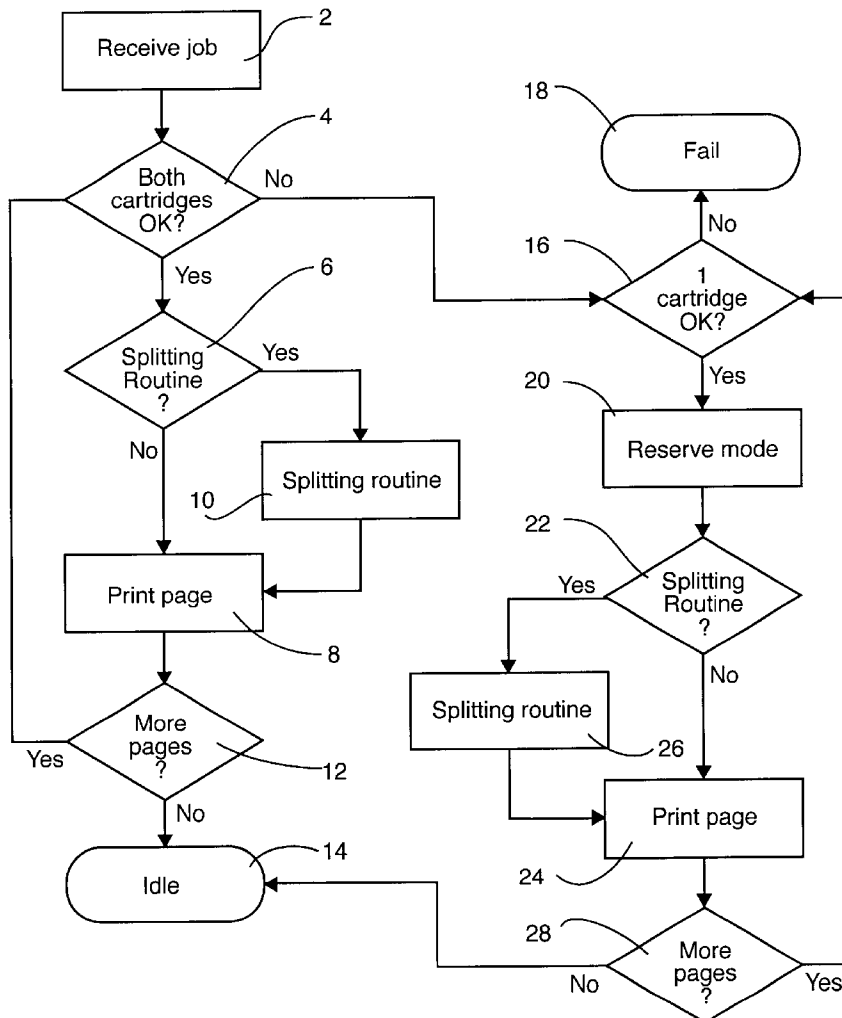 Receive job
2
Both
cartridges
OK?
4
No
Yes
Splitting
Routine
?
6
Yes
No
Splitting routine
10
Print page
8
More
pages
?
12
Yes
No
Idle
14
Fail
18
No
1
cartridge
OK?
16
Yes
Reserve mode
20
Splitting
Routine
?
22
Yes
No
Splitting routine
26
Print page
24
More
pages
?
28
No
Yes